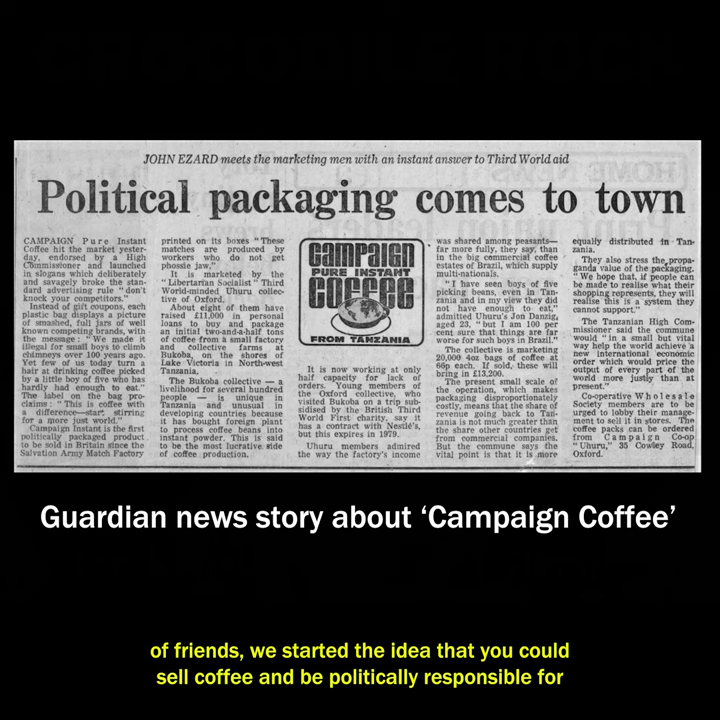 JOHN EZARD meets the marketing men with an instant answer to Third World aid
Political packaging comes to town
CAMPAIGN Pure Instant
Coffee hit the market yester-
day, endorsed by a High
Commissioner and launched
in slogans which deliberately
and savagely broke the stan-
dard advertising rule " don't
knock your competitors."
Instead of gift coupons, each
plastic bag displays a picture
of smashed, full jars of well
known competing brands, with
the message : " We made it
illegal for small boys to climb
chimneys over 100 years ago.
Yet few of us today turn a
hair at drinking coffee picked
by a little boy of five who has
hardly had enough to eat."
The label on the bag pro-
claims : " This is coffee with
a difference—start stirring
for a more just world."
Campaign Instant is the first
politically packaged product
to be sold in Britain since the
Salvation Army Match Factory
printed on its boxes " These
matches are produced by
workers who do not get
phossie jaw."
It is marketed by the
" Libertarian Socialist " Third
World-minded Uhuru collec-
tive of Oxford.
About eight of them have
raised £11,000 in personal
loans to buy and package
an initial two-and-a-half tons
of coffee from a small factory
and collective farms at
Bukoba, on the shores of
Lake Victoria in North-west
Tanzania.
The Bukoba collective — a
livelihood for several hundred
people — is unique in
Tanzania and unusual in
developing countries because
it has bought foreign plant
to process coffee beans into
instant powder. This is said
to be the most lucrative side
of coffee production.
campaign
PURE INSTANT
COFFEE
FROM TANZANIA
It is now working at only
half capacity for lack of
orders. Young members of
the Oxford collective, who
visited Bukoba on a trip sub-
sidised by the British Third
World First charity, say it
has a contract with Nestlé's,
but this expires in 1979.
Uhuru members admired
the way the factory's income
was shared among peasants—
far more fully, they say, than
in the big commercial coffee
estates of Brazil, which supply
multi-nationals.
" I have seen boys of five
picking beans, even in Tan-
zania and in my view they did
not have enough to eat,"
admitted Uhuru's Jon Danzig,
aged 23, " but I am 100 per
cent sure that things are far
worse for such boys in Brazil."
The collective is marketing
20,000 4oz bags of coffee at
66p each. If sold, these will
bring in £13,200.
The present small scale of
the operation, which makes
packaging disproportionately
costly, means that the share of
revenue going back to Tan-
zania is not much greater than
the share other countries get
from commercial companies.
But the commune says the
vital point is that it is more
equally distributed in Tan-
zania.
They also stress the propa-
ganda value of the packaging.
" We hope that, if people can
be made to realise what their
shopping represents, they will
realise this is a system they
cannot support."
The Tanzanian High Com-
missioner said the commune
would " in a small but vital
way help the world achieve a
new international economic
order which would price the
output of every part of the
world more justly than at
present."
Co-operative Wholesale
Society members are to be
urged to lobby their manage-
ment to sell it in stores. The
coffee packs can be ordered
from Campaign Co-op
" Uhuru," 35 Cowley Road,
Oxford.
Guardian news story about ‘Campaign Coffee’
of friends, we started the idea that you could
sell coffee and be politically responsible for